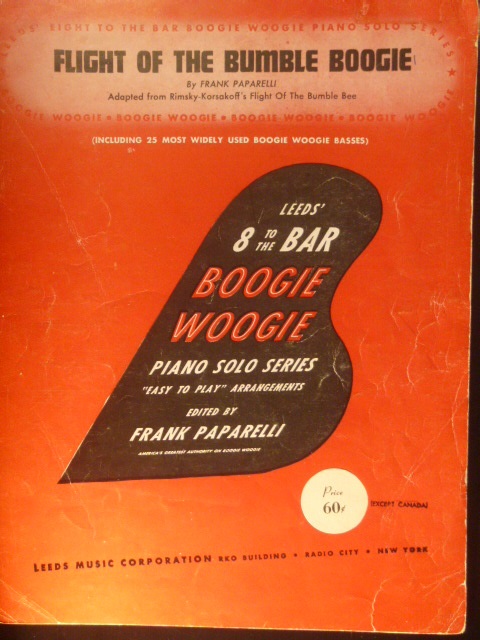 LEEDS' EIGHT TO THE BAR BOOGIE WOOGIE PIANO SOLO SERIES
FLIGHT OF THE BUMBLE BOOGIE
By FRANK PAPARELLI
Adapted from Rimsky-Korsakoff's Flight Of The Bumble Bee
WOOGIE • BOOGIE WOOGIE • BOOGIE WOOGIE • BOOGIE WOOGIE
(INCLUDING 25 MOST WIDELY USED BOOGIE WOOGIE BASSES)
LEEDS'
8 TO THE BAR
BOOGIE
WOOGIE
PIANO SOLO SERIES
"EASY TO PLAY" ARRANGEMENTS
EDITED BY
FRANK PAPARELLI
AMERICA'S GREATEST AUTHORITY ON BOOGIE WOOGIE
Price
60¢
(EXCEPT CANADA)
LEEDS MUSIC CORPORATION RKO BUILDING • RADIO CITY • NEW YORK